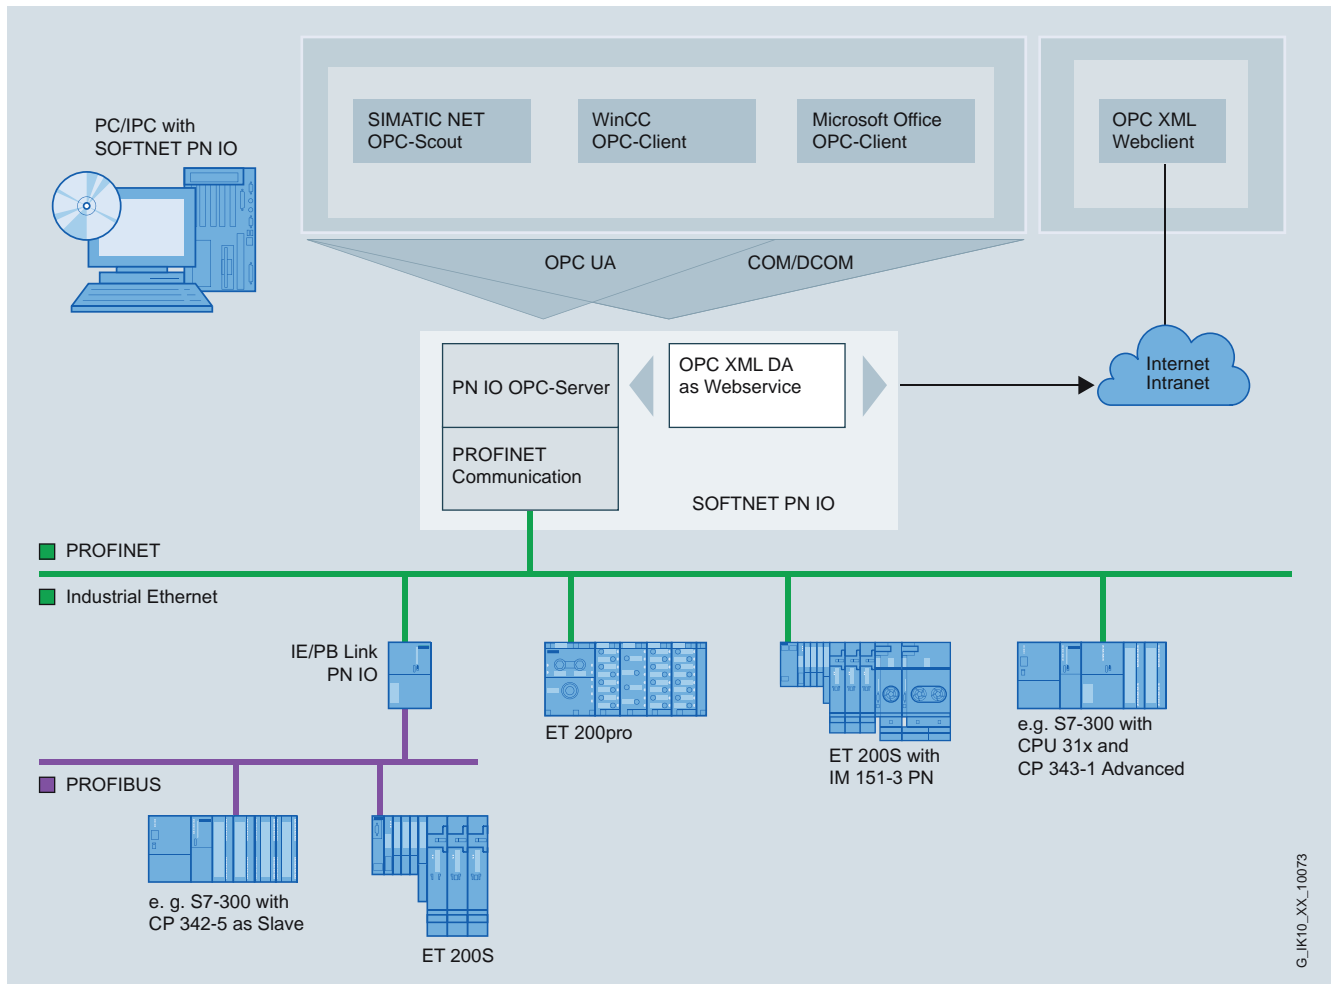 PC/IPC with
SOFTNET PN IO
SIMATIC NET
OPC-Scout
WinCC
OPC-Client
Microsoft Office
OPC-Client
OPC XML
Webclient
OPC UA
COM/DCOM
PN IO OPC-Server
OPC XML DA
as Webservice
Internet
Intranet
PROFINET
Communication
SOFTNET PN IO
PROFINET
Industrial Ethernet
IE/PB Link
PN IO
ET 200pro
ET 200S with
IM 151-3 PN
e.g. S7-300 with
CPU 31x and
CP 343-1 Advanced
PROFIBUS
e. g. S7-300 with
CP 342-5 as Slave
ET 200S
G_IK10_XX_10073